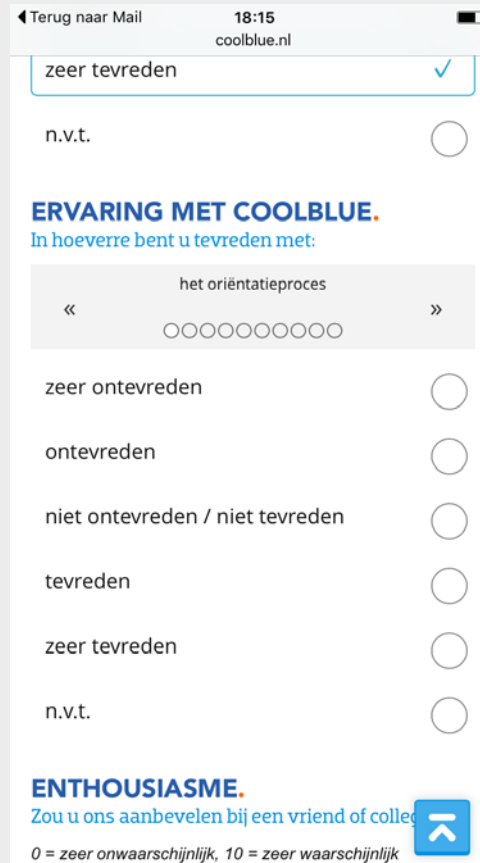 Terug naar Mail 18:15
coolblue.nl
zeer tevreden
n.v.t.
ERVARING MET COOLBLUE.
In hoeverre bent u tevreden met:
het oriëntatieproces
« »
zeer ontevreden
ontevreden
niet ontevreden / niet tevreden
tevreden
zeer tevreden
n.v.t.
ENTHOUSIASME.
Zou u ons aanbevelen bij een vriend of
0 = zeer onwaarschijnlijk, 10 = zeer waarschijnlijk